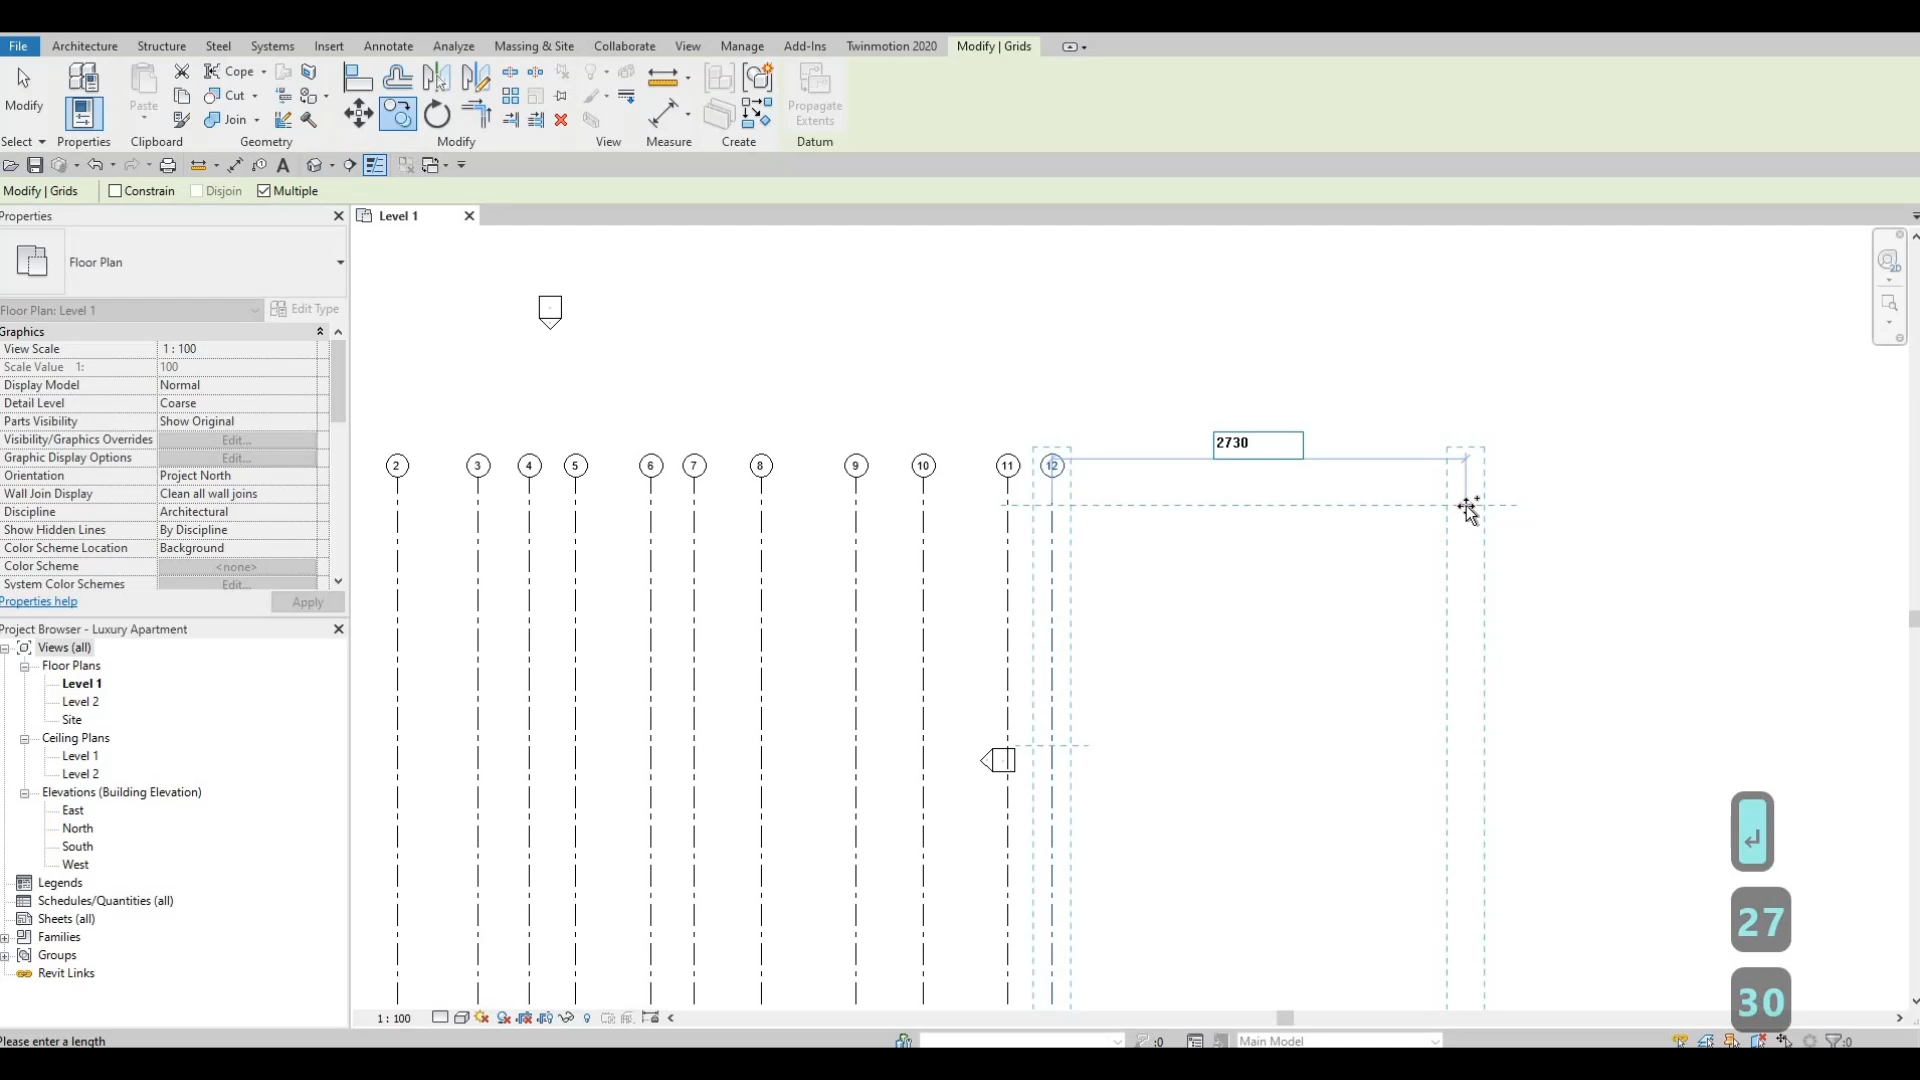 File Architecture Structure Steel Systems Insert Annotate Analyze Massing & Site Collaborate View Manage Add-Ins Twinmotion 2020 Modify | Grids
Modify
Paste
Cope
Cut
Join
Propagate
Extents
Select Properties Clipboard Geometry Modify View Measure Create Datum
A
Modify | Grids Constrain Disjoin Multiple
Properties
Level 1
Floor Plan
2D
Floor Plan: Level 1 Edit Type
Graphics
View Scale 1 : 100
Scale Value 1: 100
Display Model Normal
Detail Level Coarse
Parts Visibility Show Original
Visibility/Graphics Overrides Edit...
Graphic Display Options Edit...
Orientation Project North
Wall Join Display Clean all wall joins
Discipline Architectural
Show Hidden Lines By Discipline
Color Scheme Location Background
Color Scheme <none>
System Color Schemes Edit...
Properties help Apply
Project Browser - Luxury Apartment
Views (all)
Floor Plans
Level 1
Level 2
Site
Ceiling Plans
Level 1
Level 2
Elevations (Building Elevation)
East
North
South
West
Legends
Schedules/Quantities (all)
Sheets (all)
Families
Groups
Revit Links
2730
2 3 4 5 6 7 8 9 10 11 12
27
30
1 : 100
Please enter a length
:0
Main Model
:0